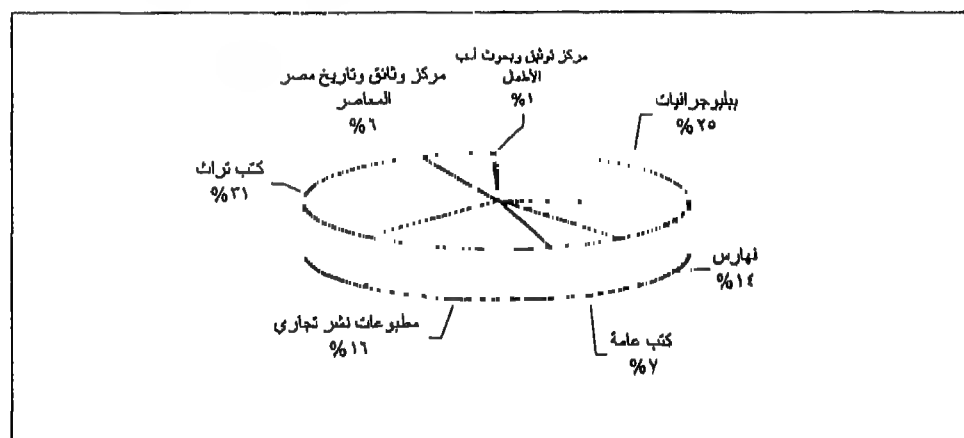 مركز توثيق وبحوث أدب
الأطفال
%١
مركز وثائق وتاريخ مصر
المعاصر
%٦
ببليوجرافيات
%٢٥
كتب تراث
%٣١
فهارس
%١٤
مطبوعات نشر تجاري
%١٦
كتب عامة
%٧